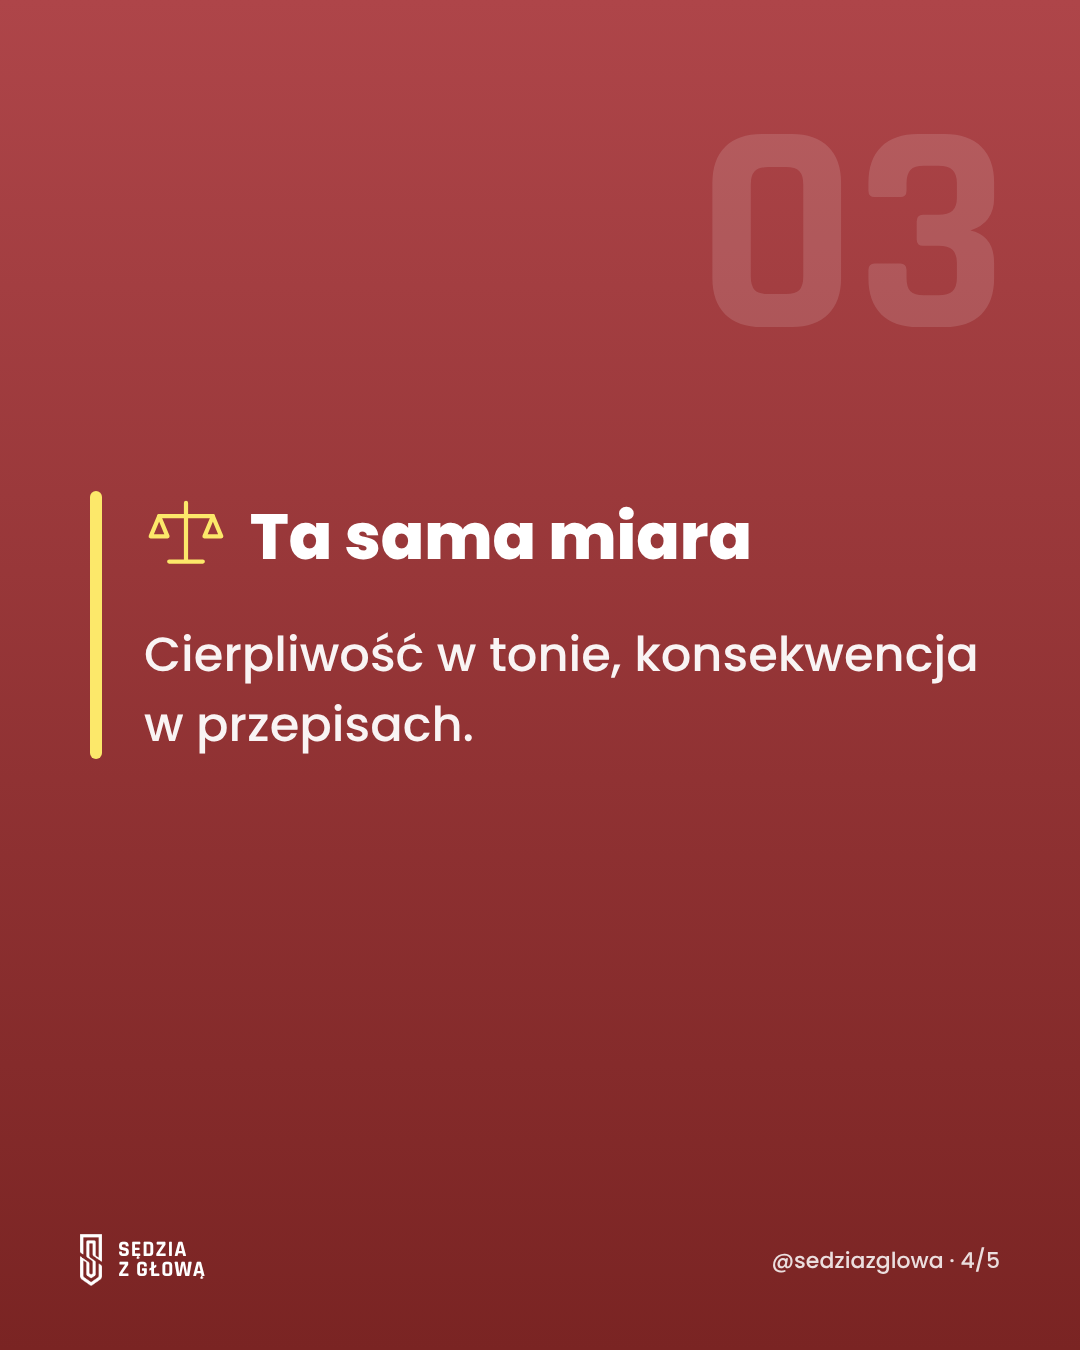 03
Ta sama miara
Cierpliwość w tonie, konsekwencja
w przepisach.
SĘDZIA
Z GŁOWĄ
@sedziazglowa · 4/5